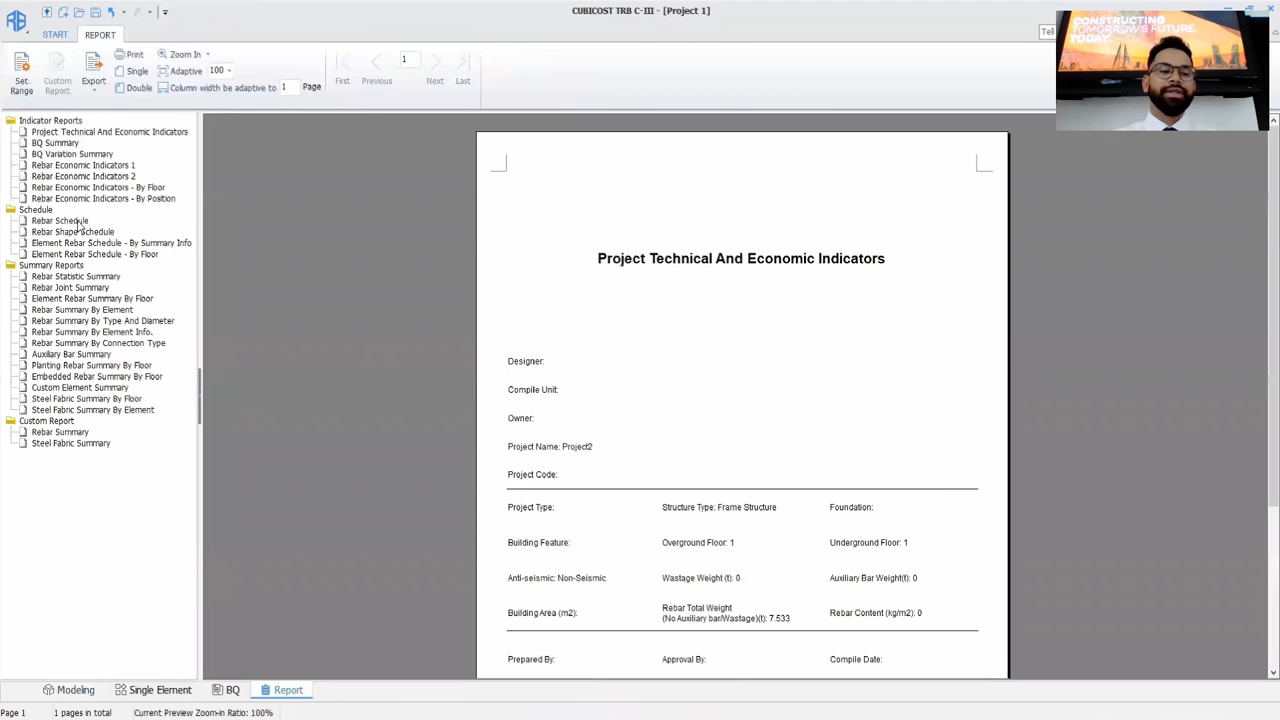 CUBICOST TRB C-III - [Project 1]
START
REPORT
Tell
CONSTRUCTING
TOMORROW'S FUTURE.
TODAY.
Set
Range
Custom
Report.
Export
Print
Single
Double
Zoom In
Adaptive
100
Column width be adaptive to
1
Page
First
Previous
1
Next
Last
Indicator Reports
Project Technical And Economic Indicators
BQ Summary
BQ Variation Summary
Rebar Economic Indicators 1
Rebar Economic Indicators 2
Rebar Economic Indicators - By Floor
Rebar Economic Indicators - By Position
Schedule
Rebar Schedule
Rebar Shape Schedule
Element Rebar Schedule - By Summary Info
Element Rebar Schedule - By Floor
Summary Reports
Rebar Statistic Summary
Rebar Joint Summary
Element Rebar Summary By Floor
Rebar Summary By Element
Rebar Summary By Type And Diameter
Rebar Summary By Element Info.
Rebar Summary By Connection Type
Auxiliary Bar Summary
Planting Rebar Summary By Floor
Embedded Rebar Summary By Floor
Custom Element Summary
Steel Fabric Summary By Floor
Steel Fabric Summary By Element
Custom Report
Rebar Summary
Steel Fabric Summary
Project Technical And Economic Indicators
Designer:
Compile Unit:
Owner:
Project Name: Project2
Project Code:
Project Type:
Structure Type: Frame Structure
Foundation:
Building Feature:
Overground Floor: 1
Underground Floor: 1
Anti-seismic: Non-Seismic
Wastage Weight (t): 0
Auxiliary Bar Weight(t): 0
Building Area (m2):
Rebar Total Weight
(No Auxiliary bar/Wastage)(t): 7.533
Rebar Content (kg/m2): 0
Prepared By:
Approval By:
Compile Date:
Modeling
Single Element
BQ
Report
Page 1
1 pages in total
Current Preview Zoom-in Ratio: 100%